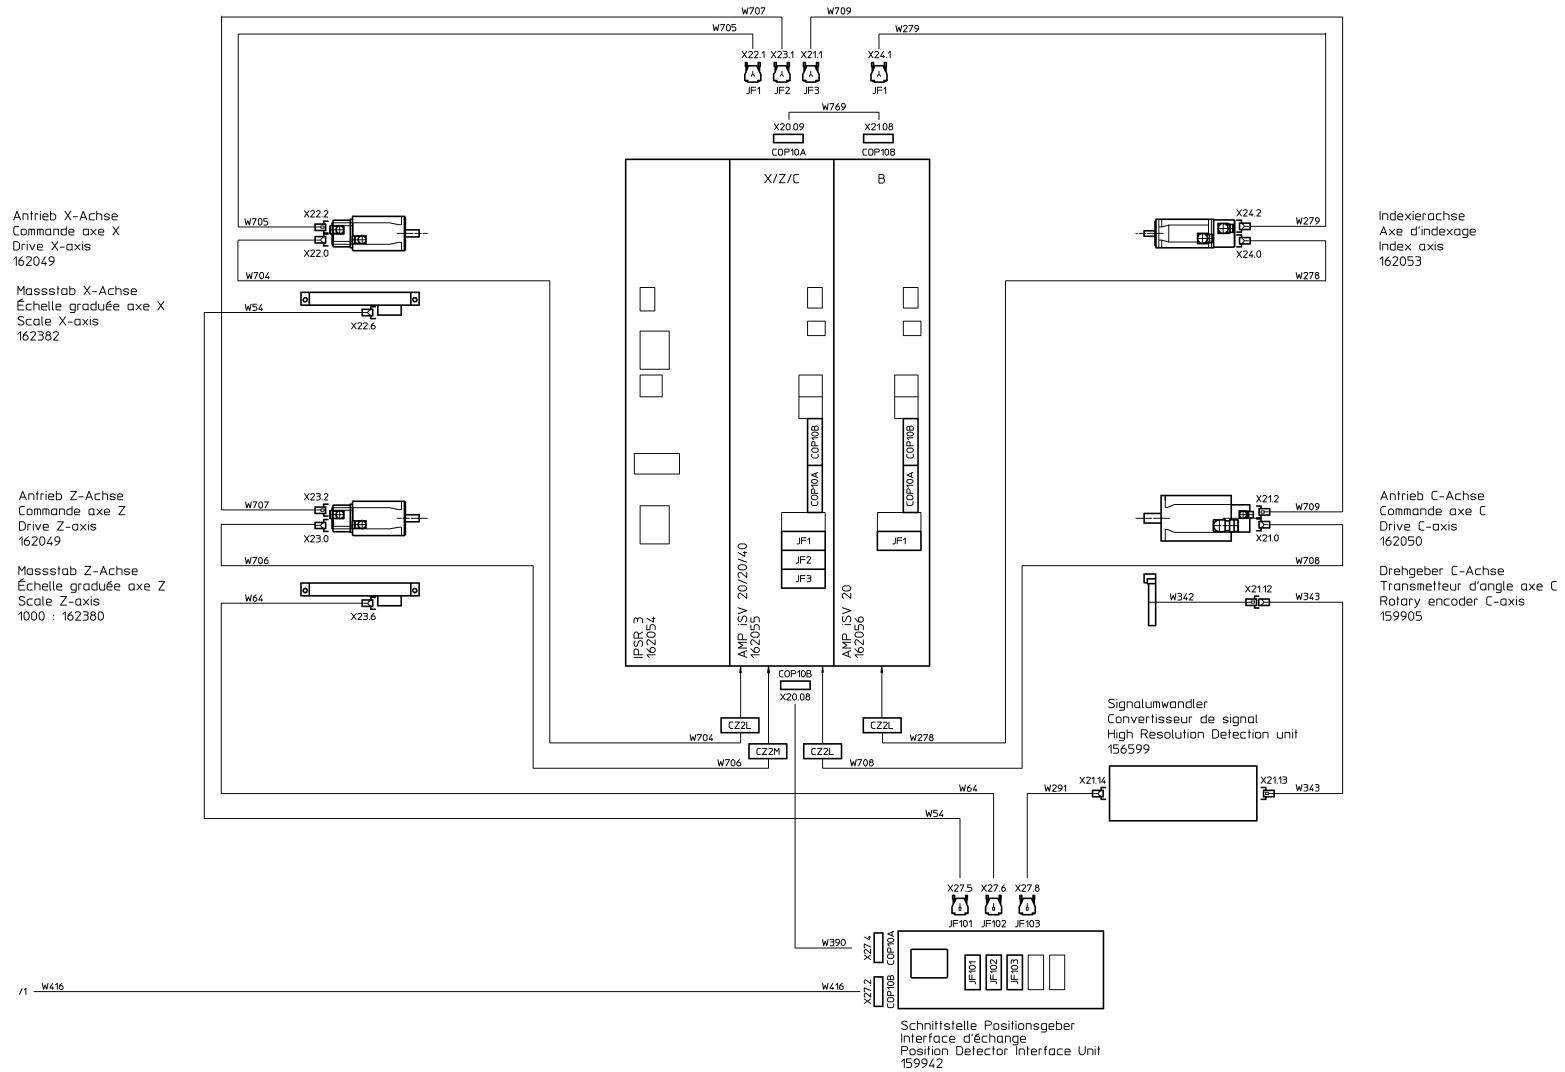 W707
W709
W705
W279
X22.1
X23.1
X21.1
X24.1
JF1
JF2
JF3
JF1
W769
X20.09
X21.08
COP10A
COP10B
X/Z/C
B
Antrieb X-Achse
Commande axe X
Drive X-axis
162049
W705
X22.2
X22.0
W704
X24.2
X24.0
W279
W278
Indexierachse
Axe d'indexage
Index axis
162053
Massstab X-Achse
Échelle graduée axe X
Scale X-axis
162382
W54
X22.6
COP10B
COP10A
COP10B
COP10A
JF1
JF2
JF3
JF1
Antrieb Z-Achse
Commande axe Z
Drive Z-axis
162049
W707
X23.2
X23.0
W706
X21.2
X21.0
W709
W708
Antrieb C-Achse
Commande axe C
Drive C-axis
162050
Massstab Z-Achse
Échelle graduée axe Z
Scale Z-axis
1000 : 162380
W64
X23.6
IPSR 3
162054
AMP iSV 20/20/40
162055
AMP iSV 20
162056
W342
X21.12
W343
Drehgeber C-Achse
Transmetteur d'angle axe C
Rotary encoder C-axis
159905
COP10B
X20.08
CZ2L
CZ2M
CZ2L
CZ2L
W704
W706
W708
W278
Signalumwandler
Convertisseur de signal
High Resolution Detection unit
156599
W64
W291
X21.14
X21.13
W343
W54
X27.5
X27.6
X27.8
JF101
JF102
JF103
W390
X27.4
COP10A
JF101
JF102
JF103
/1
W416
W416
X27.2
COP10B
Schnittstelle Positionsgeber
Interface d'échange
Position Detector Interface Unit
159942